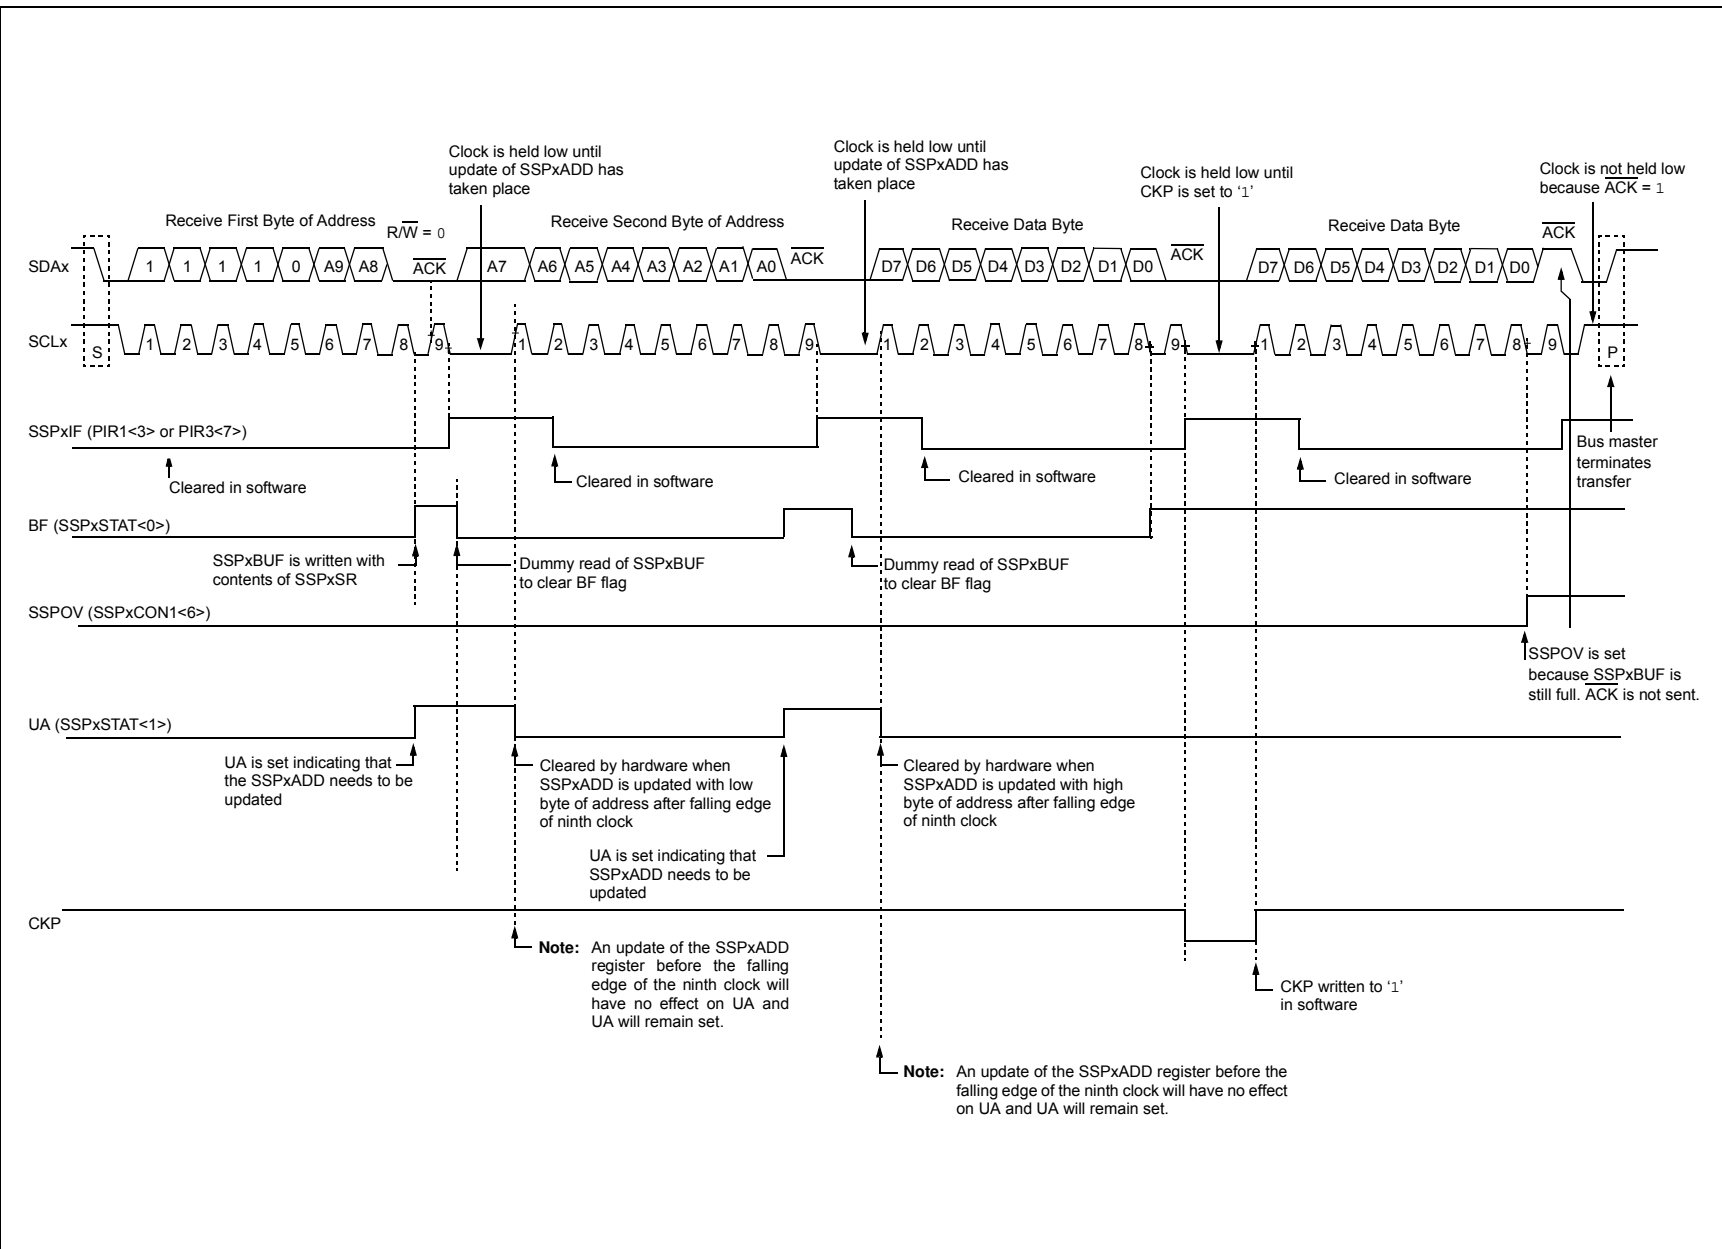 Clock is held low until
update of SSPxADD has
taken place
Clock is held low until
update of SSPxADD has
taken place
Clock is held low until
CKP is set to ‘1’
Clock is not held low
because ACK = 1
Receive First Byte of Address
R/W = 0
Receive Second Byte of Address
Receive Data Byte
Receive Data Byte
ACK
ACK
ACK
ACK
SDAx
1 1 1 1 0 A9 A8
A7 A6 A5 A4 A3 A2 A1 A0
D7 D6 D5 D4 D3 D2 D1 D0
D7 D6 D5 D4 D3 D2 D1 D0
SCLx
S
1 2 3 4 5 6 7 8 9
1 2 3 4 5 6 7 8 9
1 2 3 4 5 6 7 8 9
1 2 3 4 5 6 7 8 9
P
SSPxIF (PIR1<3> or PIR3<7>)
Cleared in software
Cleared in software
Cleared in software
Cleared in software
Bus master
terminates
transfer
BF (SSPxSTAT<0>)
SSPxBUF is written with
contents of SSPxSR
Dummy read of SSPxBUF
to clear BF flag
Dummy read of SSPxBUF
to clear BF flag
SSPOV (SSPxCON1<6>)
SSPOV is set
because SSPxBUF is
still full. ACK is not sent.
UA (SSPxSTAT<1>)
UA is set indicating that
the SSPxADD needs to be
updated
Cleared by hardware when
SSPxADD is updated with low
byte of address after falling edge
of ninth clock
UA is set indicating that
SSPxADD needs to be
updated
Cleared by hardware when
SSPxADD is updated with high
byte of address after falling edge
of ninth clock
CKP
Note: An update of the SSPxADD
register before the falling
edge of the ninth clock will
have no effect on UA and
UA will remain set.
CKP written to ‘1’
in software
Note: An update of the SSPxADD register before the
falling edge of the ninth clock will have no effect
on UA and UA will remain set.